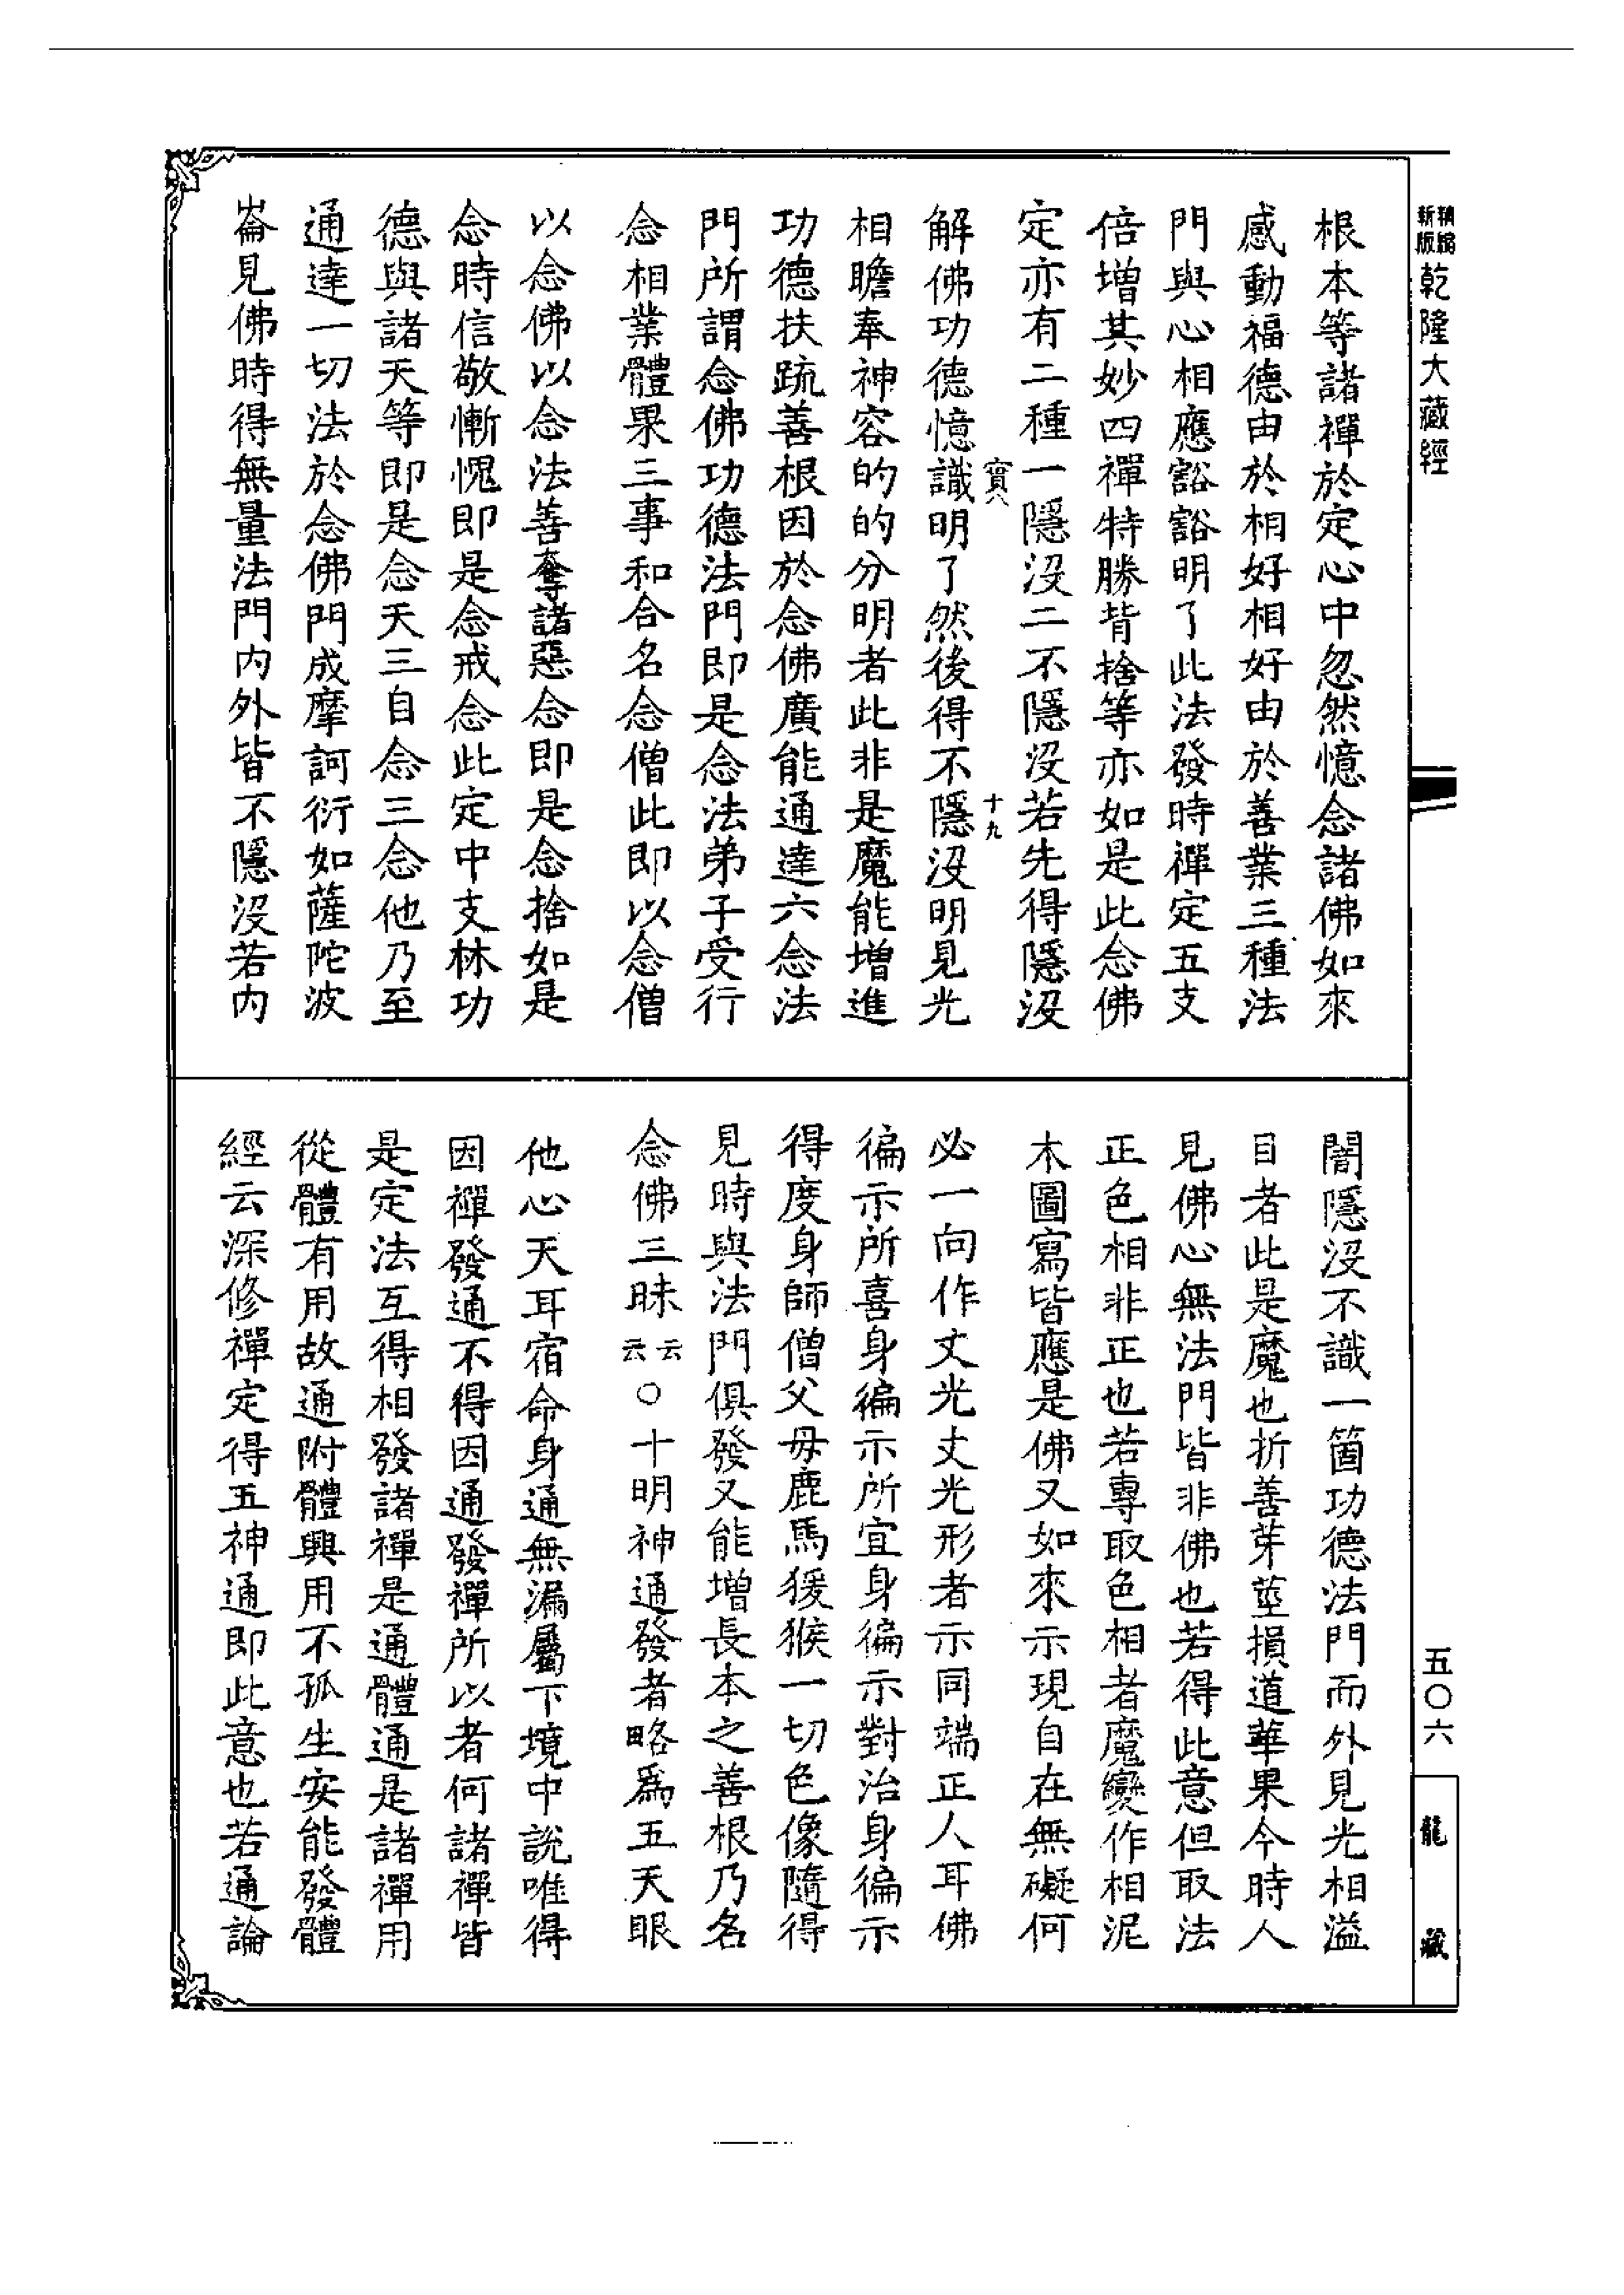 新版精編乾隆大藏經
根本等諸禪於定心中忽然憶念諸佛如來
感動福德由於相好相好由於善業三種法
門與心相應豁豁明了此法發時禪定五支
倍增其妙四禪特勝背捨等亦如是此念佛
定亦有二種一隱沒二不隱沒若先得隱沒
寶八
十九
解佛功德憶識明了然後得不隱沒明見光
相瞻奉神容的的分明者此非是魔能增進
功德扶疏善根因於念佛廣能通達六念法
門所謂念佛功德法門即是念法弟子受行
念相業體果三事和合名念僧此即以念僧
以念佛以念法善奪諸惡念即是念捨如是
念時信敬慚愧即是念戒念此定中支林功
德與諸天等即是念天三自念三念他乃至
通達一切法於念佛門成摩訶衍如薩陀波
崙見佛時得無量法門內外皆不隱沒若內
闇隱沒不識一箇功德法門而外見光相溢
目者此是魔也折善芽莖損道華果今時人
見佛心無法門皆非佛也若得此意但取法
正色相非正也若專取色相者魔變作相泥
木圖寫皆應是佛又如來示現自在無礙何
必一向作丈光丈光形者示同端正人耳佛
徧示所喜身徧示所宜身徧示對治身徧示
得度身師僧父母鹿馬猨猴一切色像隨得
見時與法門俱發又能增長本之善根乃名
念佛三昧云云○十明神通發者略爲五天眼
他心天耳宿命身通無漏屬下境中說唯得
因禪發通不得因通發禪所以者何諸禪皆
是定法互得相發諸禪是通體通是諸禪用
從體有用故通附體興用不孤生安能發體
經云深修禪定得五神通即此意也若通論
五〇六
龍藏